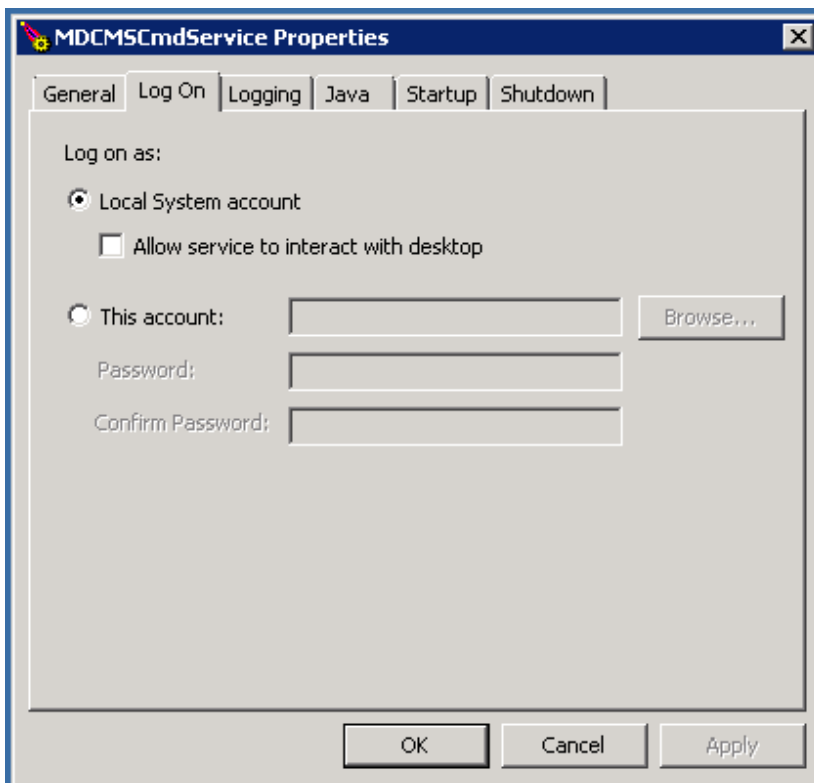 MDCMSCmdService Properties
General Log On Logging Java Startup Shutdown
Log on as:
Local System account
Allow service to interact with desktop
This account: Browse...
Password:
Confirm Password:
OK Cancel Apply